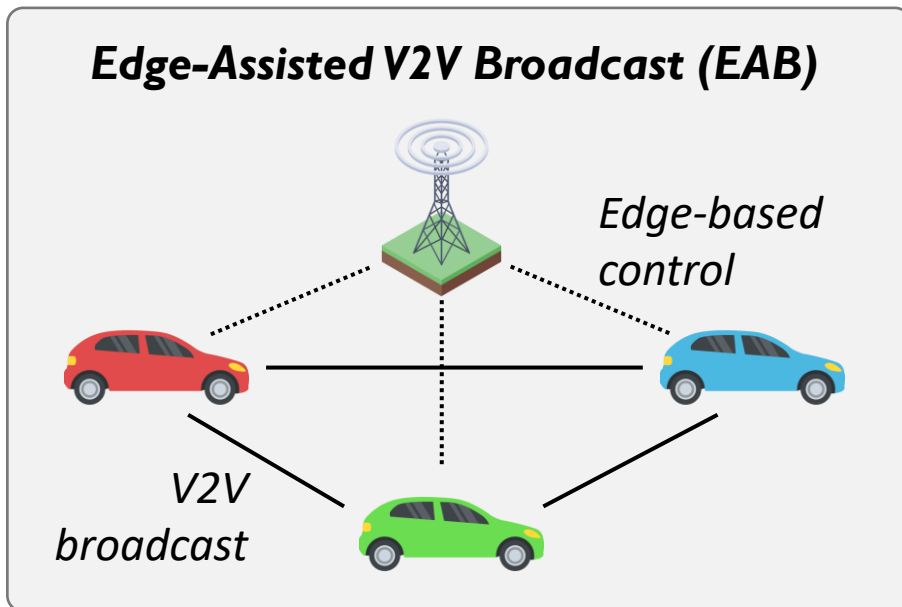 Edge-Assisted V2V Broadcast (EAB)
Edge-based
control
V2V
broadcast